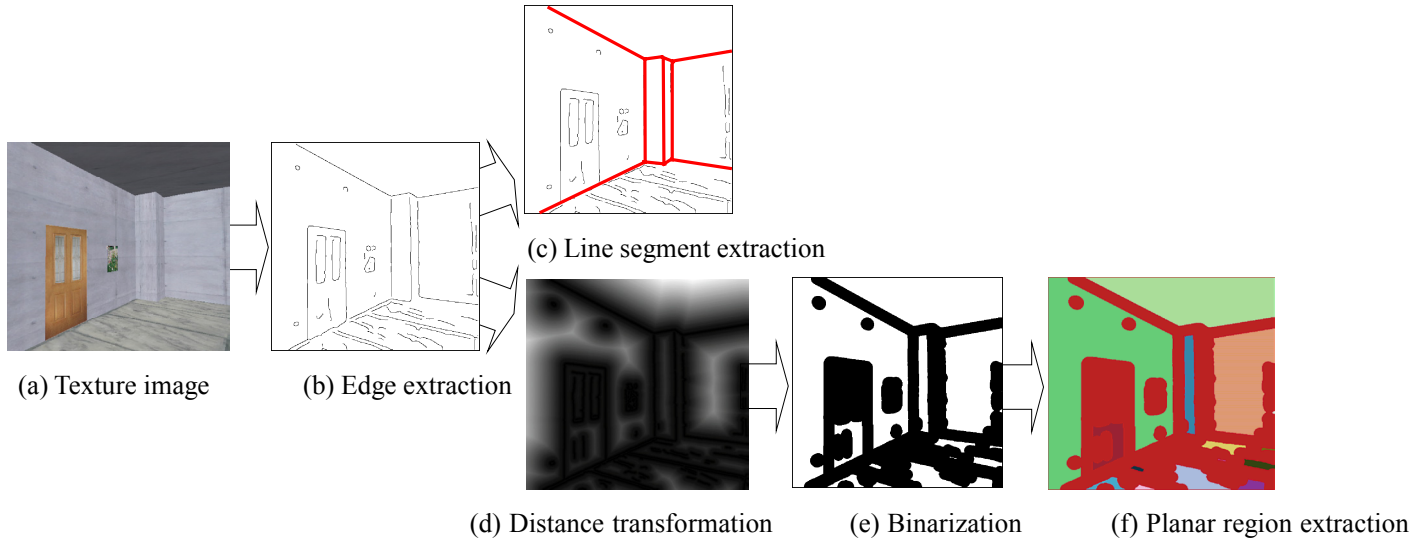 (c) Line segment extraction
(a) Texture image
(b) Edge extraction
(d) Distance transformation
(e) Binarization
(f) Planar region extraction